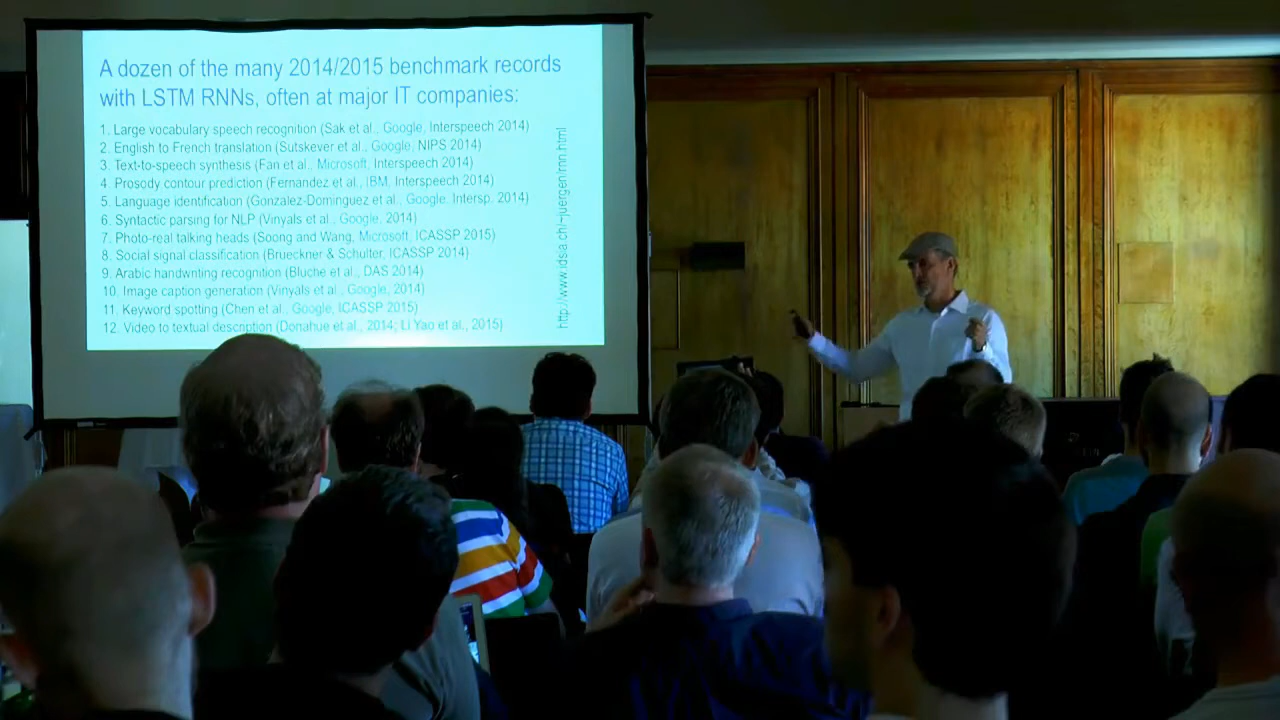 A dozen of the many 2014/2015 benchmark records
with LSTM RNNs, often at major IT companies:
1. Large vocabulary speech recognition (Sak et al., Google, Interspeech 2014)
2. English to French translation (Sutskever et al., Google, NIPS 2014)
3. Text-to-speech synthesis (Fan et al., Microsoft, Interspeech 2014)
4. Prosody contour prediction (Fernandez et al., IBM, Interspeech 2014)
5. Language identification (Gonzalez-Dominguez et al., Google, Intersp. 2014)
6. Syntactic parsing for NLP (Vinyals et al., Google, 2014)
7. Photo-real talking heads (Soong and Wang, Microsoft, ICASSP 2015)
8. Social signal classification (Brueckner & Schulter, ICASSP 2014)
9. Arabic handwriting recognition (Bluche et al., DAS 2014)
10. Image caption generation (Vinyals et al., Google, 2014)
11. Keyword spotting (Chen et al., Google, ICASSP 2015)
12. Video to textual description (Donahue et al., 2014; Li Yao et al., 2015)
http://www.idsia.ch/~juergen/rnn.html